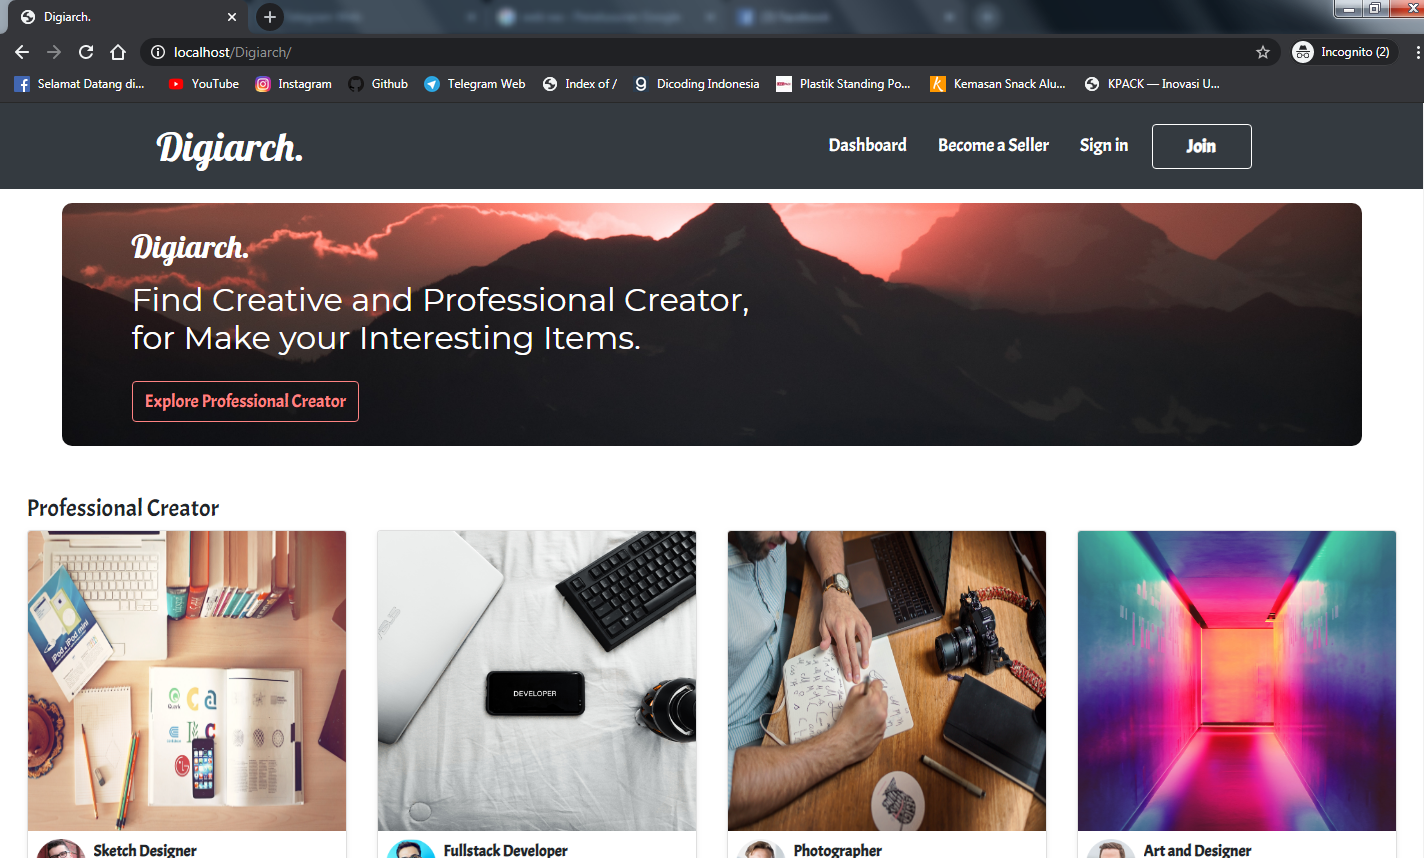 Digiarch.
localhost/Digiarch/
Incognito (2)
Selamat Datang di... YouTube Instagram Github Telegram Web Index of / Dicoding Indonesia Plastik Standing Po... Kemasan Snack Alu... KPACK — Inovasi U...
Digiarch. Dashboard Become a Seller Sign in Join
Digiarch.
Find Creative and Professional Creator,
for Make your Interesting Items.
Explore Professional Creator
Professional Creator
DEVELOPER
Sketch Designer
Fullstack Developer
Photographer
Art and Designer